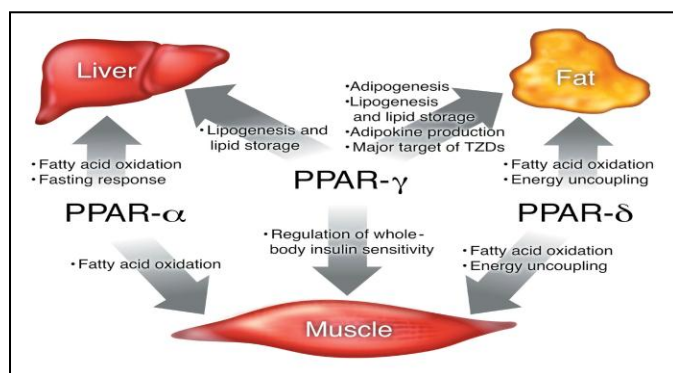 Liver
Fat
• Adipogenesis
• Lipogenesis
and lipid storage
• Adipokine production
• Major target of TZDs
• Lipogenesis and
lipid storage
• Fatty acid oxidation
• Fasting response
• Fatty acid oxidation
• Energy uncoupling
PPAR-α
PPAR-γ
PPAR-δ
• Regulation of whole-
body insulin sensitivity
• Fatty acid oxidation
• Fatty acid oxidation
• Energy uncoupling
Muscle